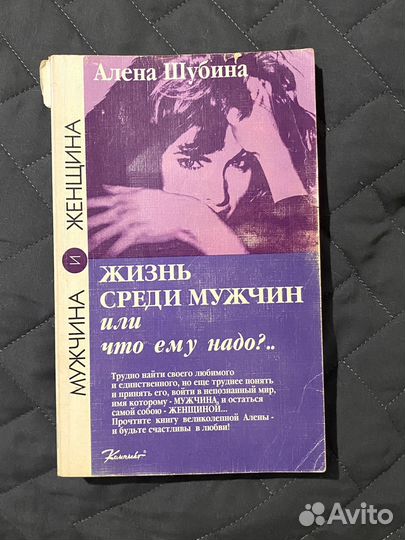 Алена Шубина
МУЖЧИНА И ЖЕНЩИНА
ЖИЗНЬ
СРЕДИ МУЖЧИН
или
что ему надо?..
Трудно найти своего любимого
и единственного, но еще труднее понять
и принять его, войти в непознанный мир,
имя которому - МУЖЧИНА, и остаться
самой собою - ЖЕНЩИНОЙ...
Прочтите книгу великолепной Алены -
и будьте счастливы в любви!
Комплект
Avito